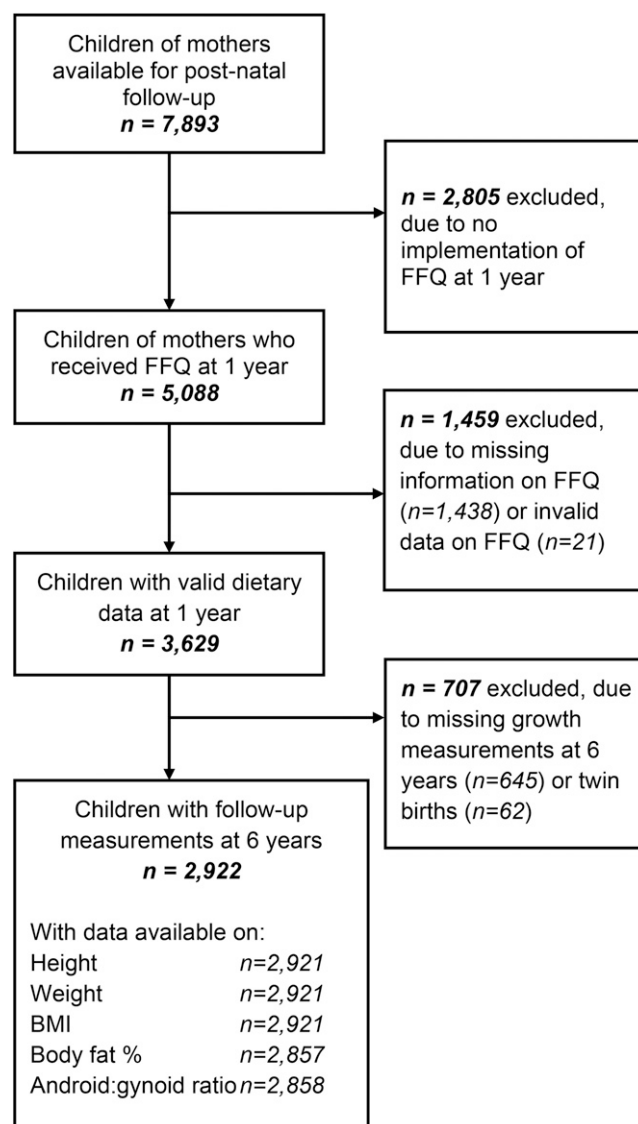 Children of mothers
available for post-natal
follow-up
n = 7,893
n = 2,805 excluded,
due to no
implementation of
FFQ at 1 year
Children of mothers who
received FFQ at 1 year
n = 5,088
n = 1,459 excluded,
due to missing
information on FFQ
(n=1,438) or invalid
data on FFQ (n=21)
Children with valid dietary
data at 1 year
n = 3,629
n = 707 excluded, due
to missing growth
measurements at 6
years (n=645) or twin
births (n=62)
Children with follow-up
measurements at 6 years
n = 2,922
With data available on:
Height n=2,921
Weight n=2,921
BMI n=2,921
Body fat % n=2,857
Android:gynoid ratio n=2,858